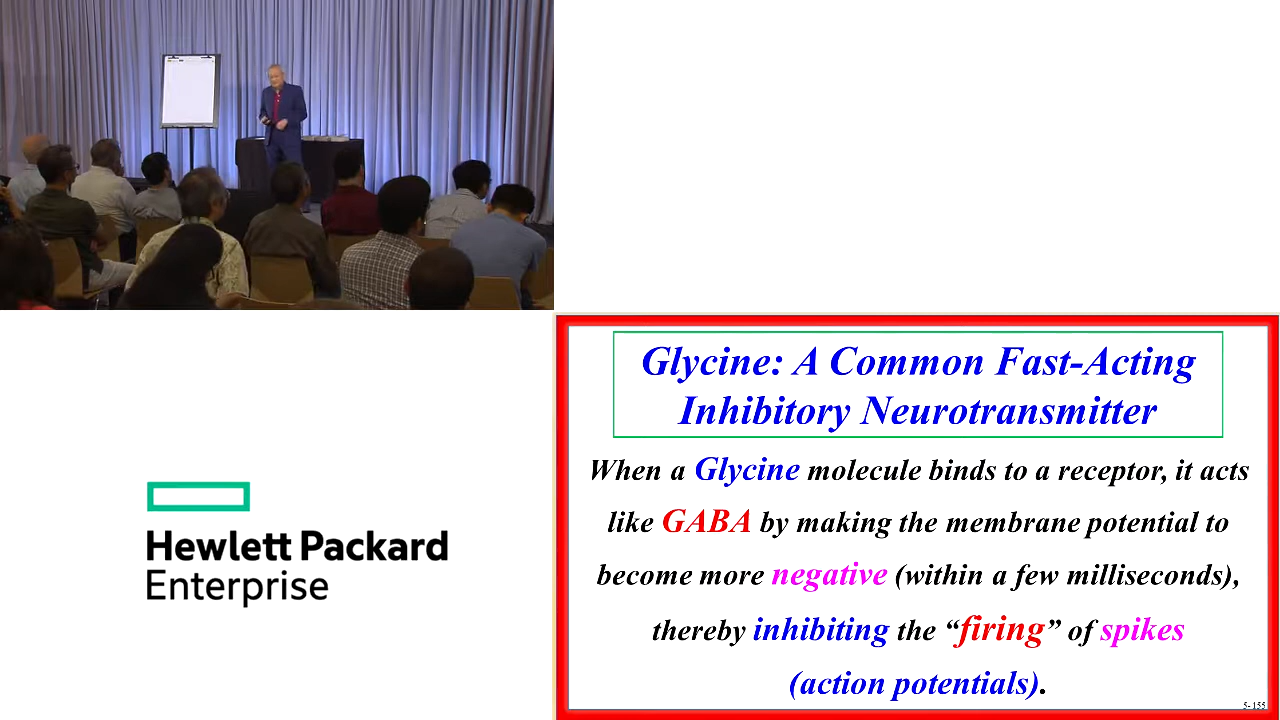 Glycine: A Common Fast-Acting
Inhibitory Neurotransmitter
When a Glycine molecule binds to a receptor, it acts
like GABA by making the membrane potential to
become more negative (within a few milliseconds),
thereby inhibiting the “firing” of spikes
(action potentials).
5- 155
Hewlett Packard
Enterprise